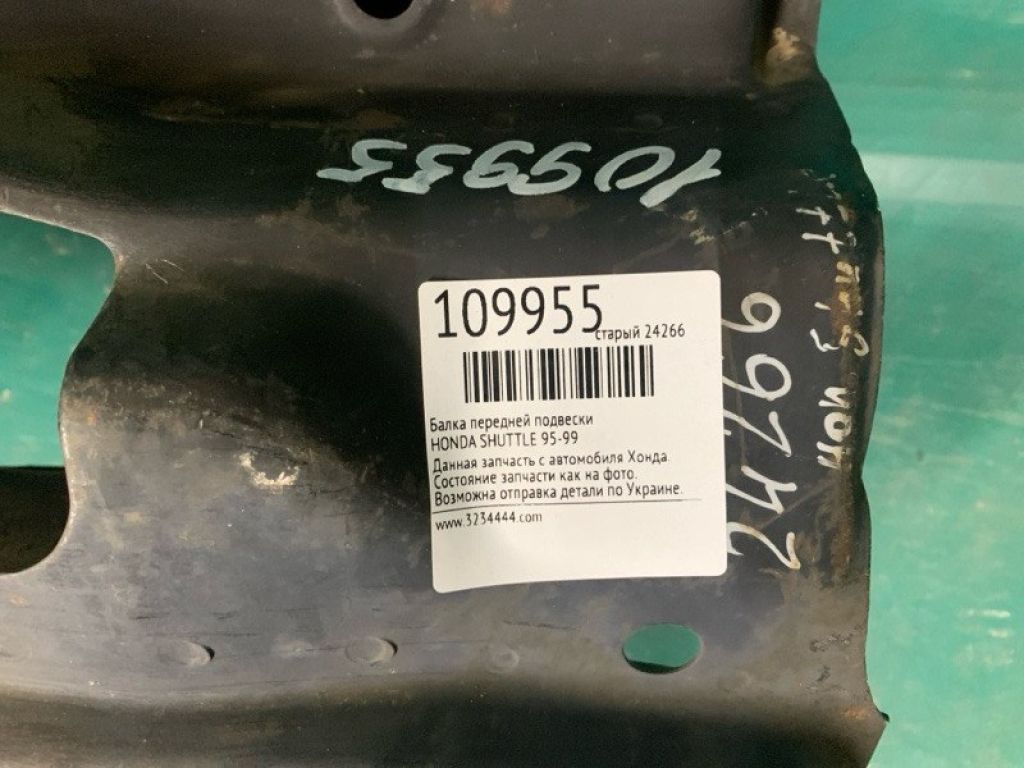 109955
109955
старый 24266
Балка передней подвески
HONDA SHUTTLE 95-99
Данная запчасть с автомобиля Хонда.
Состояние запчасти как на фото.
Возможна отправка детали по Украине.
www.3234444.com
24266